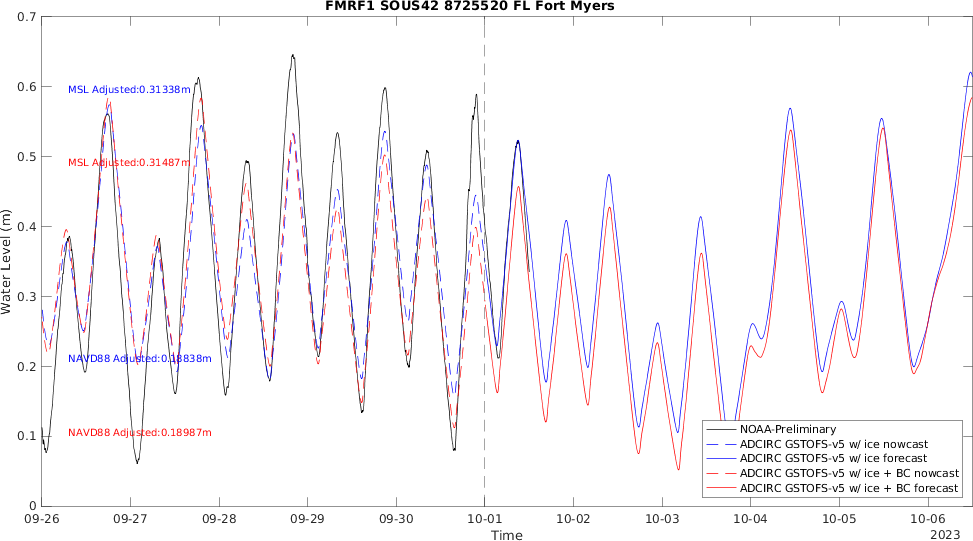 FMRF1 SOUS42 8725520 FL Fort Myers
0.7
0.6
0.5
0.4
0.3
0.2
0.1
0
Water Level (m)
MSL Adjusted:0.31338m
MSL Adjusted:0.31487m
NAVD88 Adjusted:0.18838m
NAVD88 Adjusted:0.18987m
NOAA-Preliminary
ADCIRC GSTOFS-v5 w/ ice nowcast
ADCIRC GSTOFS-v5 w/ ice forecast
ADCIRC GSTOFS-v5 w/ ice + BC nowcast
ADCIRC GSTOFS-v5 w/ ice + BC forecast
09-26 09-27 09-28 09-29 09-30 10-01 10-02 10-03 10-04 10-05 10-06
Time
2023